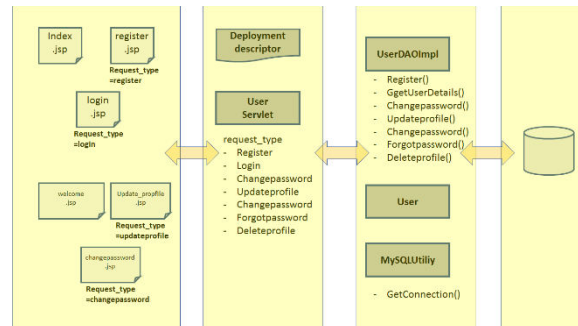 Index
.jsp
register
.jsp
Request_type
=register
login
.jsp
Request_type
=login
welcome
.jsp
Update_propfile
.jsp
Request_type
=updateprofile
changepassword
.jsp
Request_type
=changepassword
Deployment
descriptor
User
Servlet
request_type
- Register
- Login
- Changepassword
- Updateprofile
- Changepassword
- Forgotpassword
- Deleteprofile
UserDAOImpl
- Register()
- GgetUserDetails()
- Changepassword()
- Updateprofile()
- Changepassword()
- Forgotpassword()
- Deleteprofile()
User
MySQLUtiliy
- GetConnection()